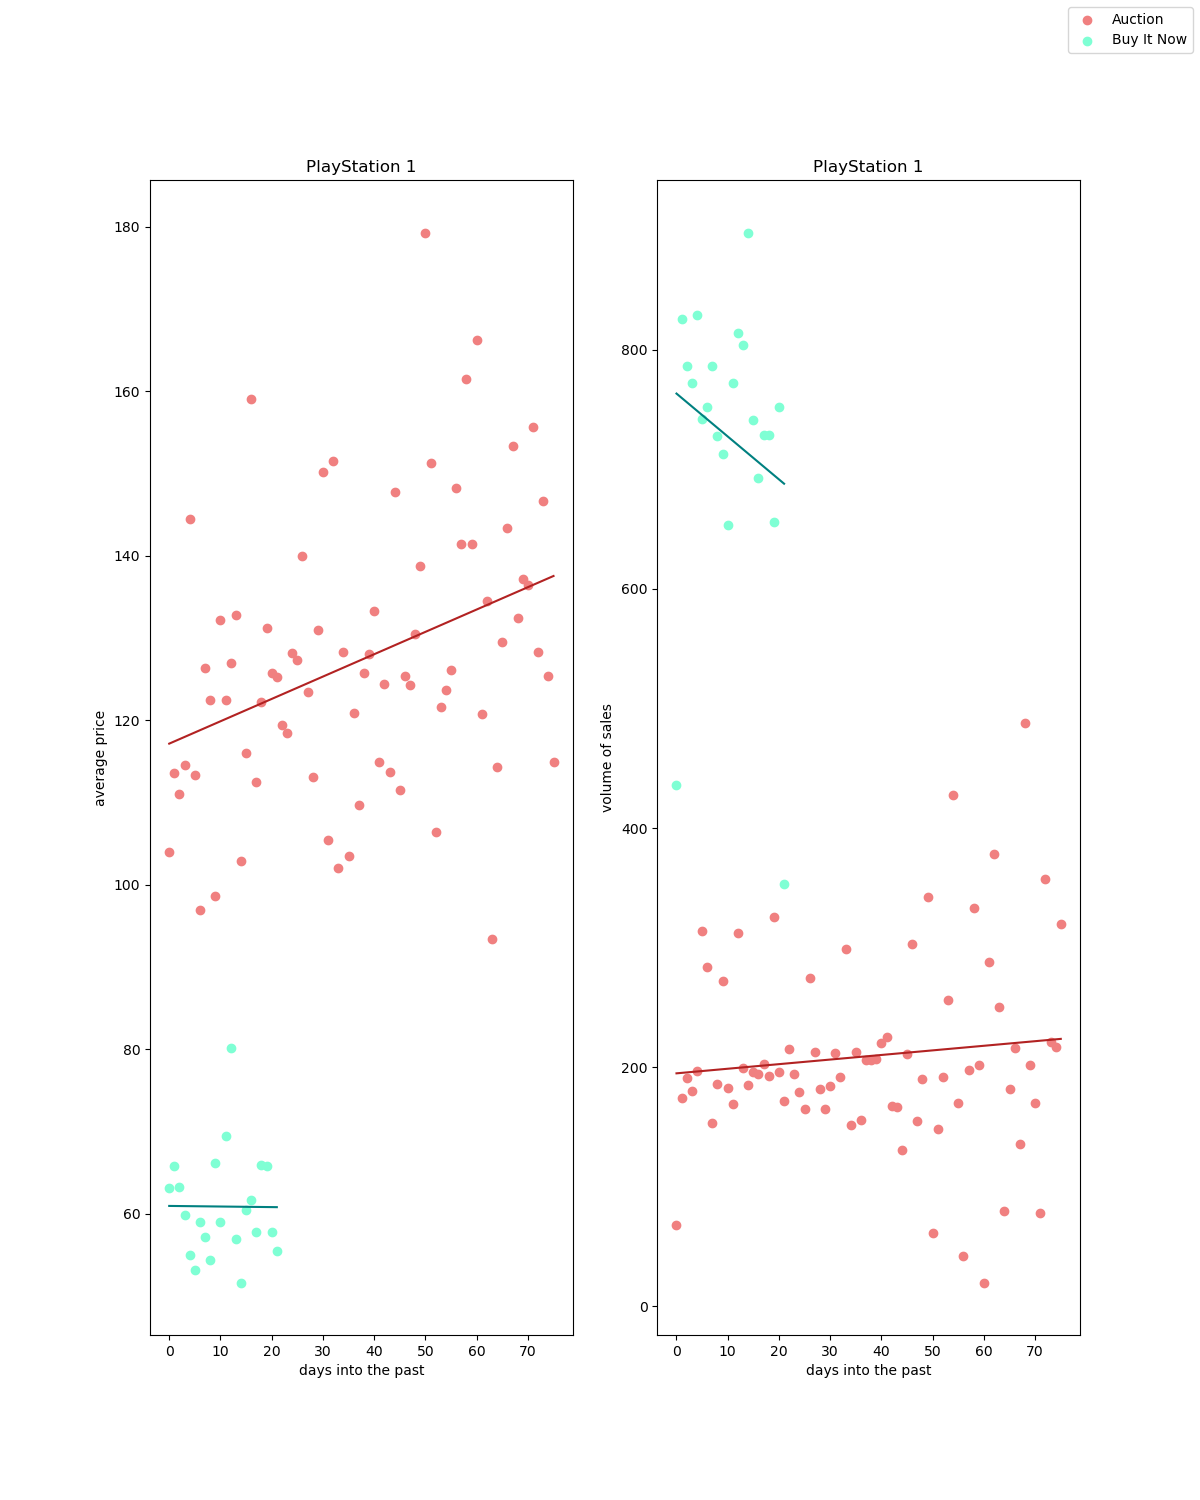 Auction
Buy It Now
PlayStation 1
PlayStation 1
average price
180
160
140
120
100
80
60
0 10 20 30 40 50 60 70
days into the past
volume of sales
800
600
400
200
0
0 10 20 30 40 50 60 70
days into the past